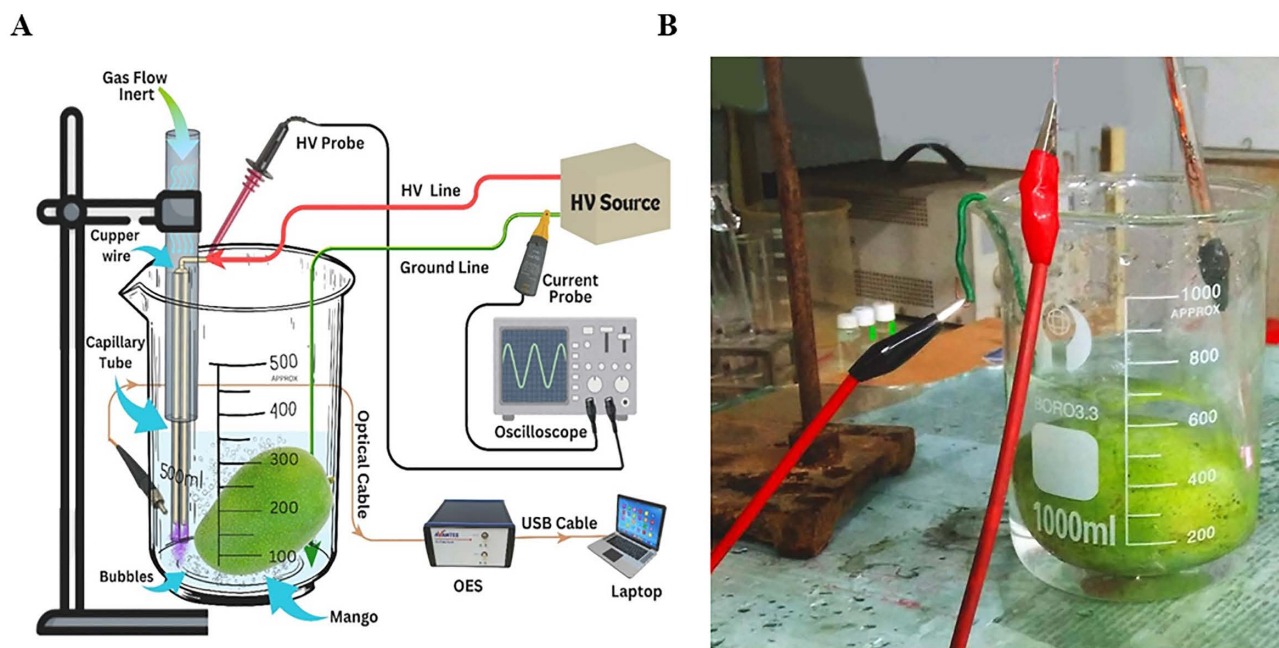 A
B
Gas Flow
Inert
HV Probe
HV Line
HV Source
Cupper
wire
Ground Line
Current
Probe
Capillary
Tube
500
APPROX
400
300
200
100
500ml
Optical Cable
Oscilloscope
USB Cable
Bubbles
OES
Laptop
Mango
1000
APPROX
800
600
400
200
BORO3.3
1000ml